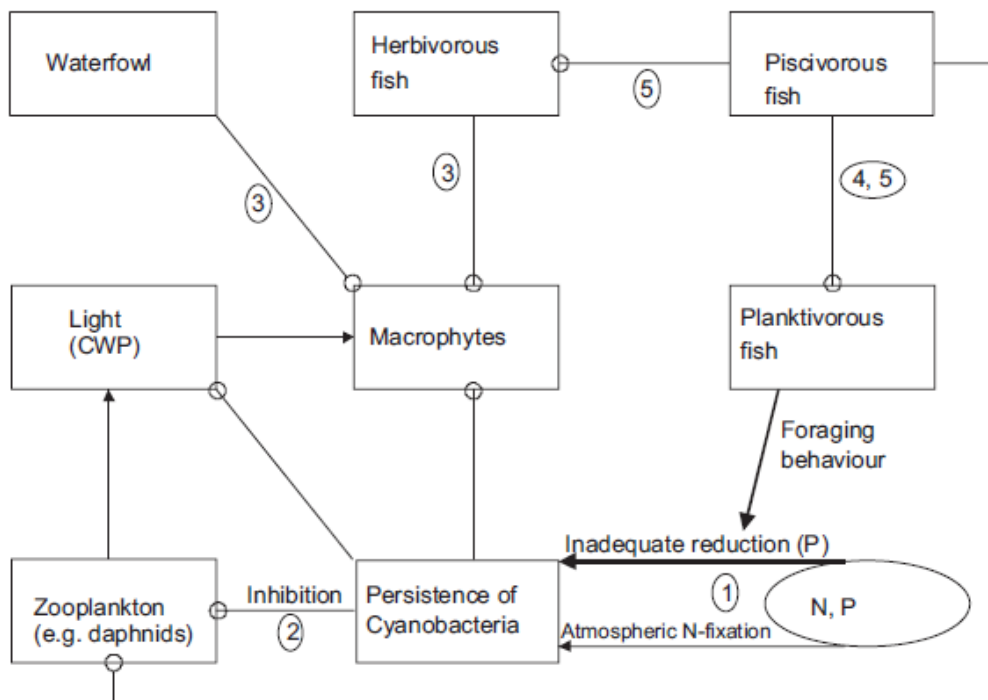 Waterfowl
Herbivorous
fish
Piscivorous
fish
5
3
3
4, 5
Light
(CWP)
Macrophytes
Planktivorous
fish
Foraging
behaviour
Inadequate reduction (P)
Zooplankton
(e.g. daphnids)
Inhibition
2
Persistence of
Cyanobacteria
1
N, P
Atmospheric N-fixation